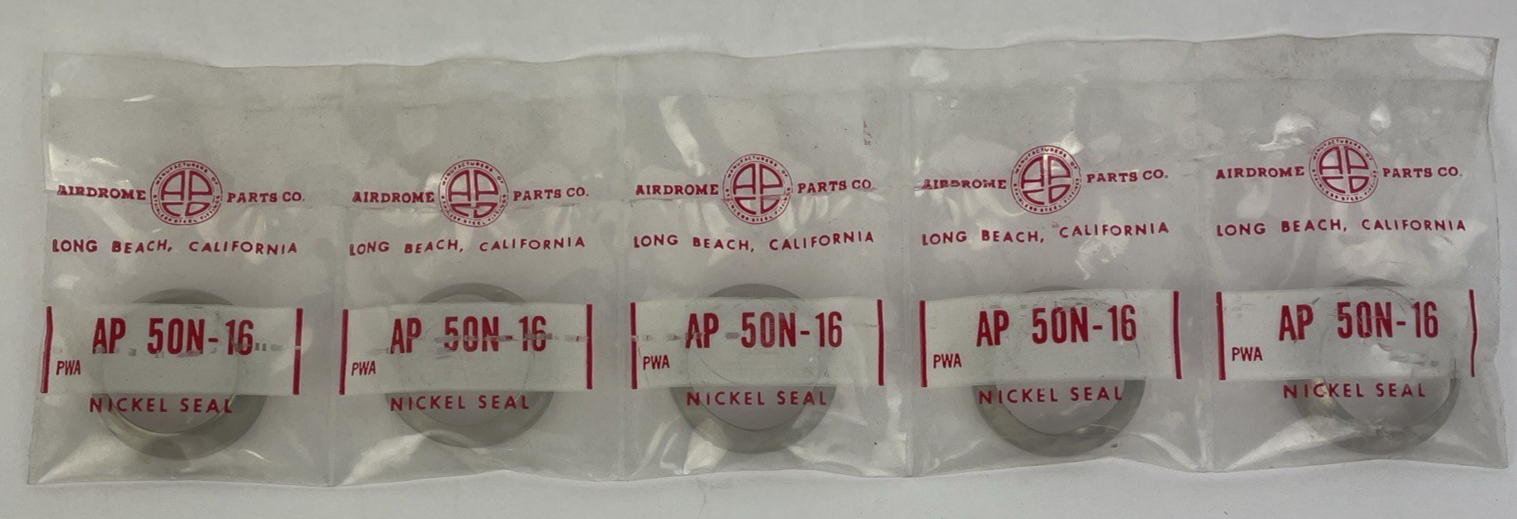 AIRDROME PARTS CO.
LONG BEACH, CALIFORNIA
AP 50N-16
PWA
NICKEL SEAL
AIRDROME PARTS CO.
LONG BEACH, CALIFORNIA
AP 50N-16
PWA
NICKEL SEAL
AIRDROME PARTS CO.
LONG BEACH, CALIFORNIA
AP 50N-16
PWA
NICKEL SEAL
AIRDROME PARTS CO.
LONG BEACH, CALIFORNIA
AP 50N-16
PWA
NICKEL SEAL
AIRDROME PARTS CO.
LONG BEACH, CALIFORNIA
AP 50N-16
PWA
NICKEL SEAL